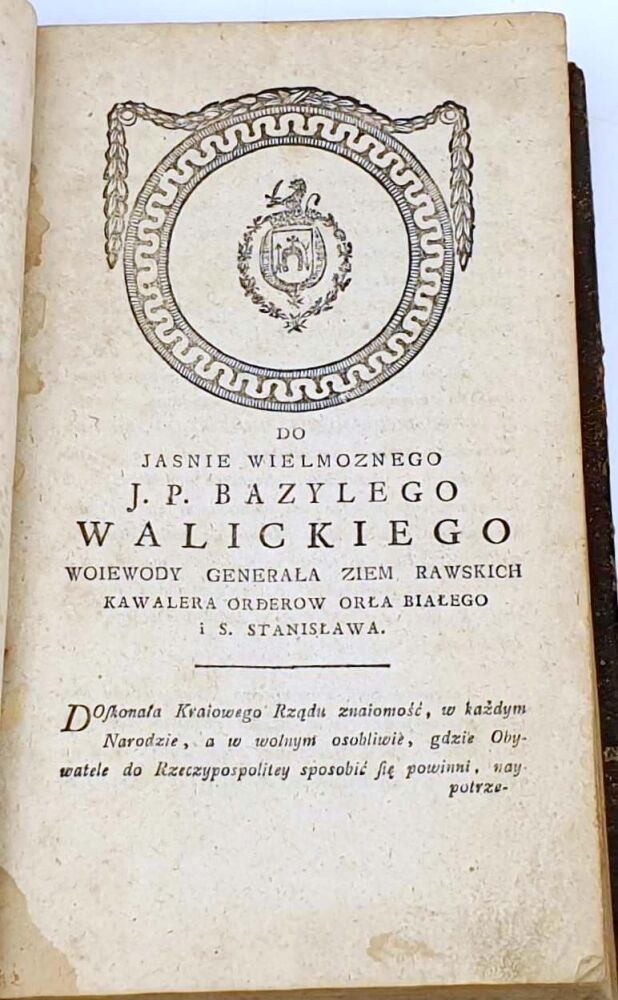 DO
JASNIE WIELMOZNEGO
J. P. BAZYLEGO
WALICKIEGO
WOIEWODY GENERAŁA ZIEM RAWSKICH
KAWALERA ORDEROW ORŁA BIAŁEGO
i S. STANISŁAWA.
DOſkonała Kraiowego Rządu znaiomość, w każdym
Narodzie, a w wolnym osobliwie, gdzie Oby-
watele do Rzeczypospolitey sposobić ſię powinni, nay-
potrze-